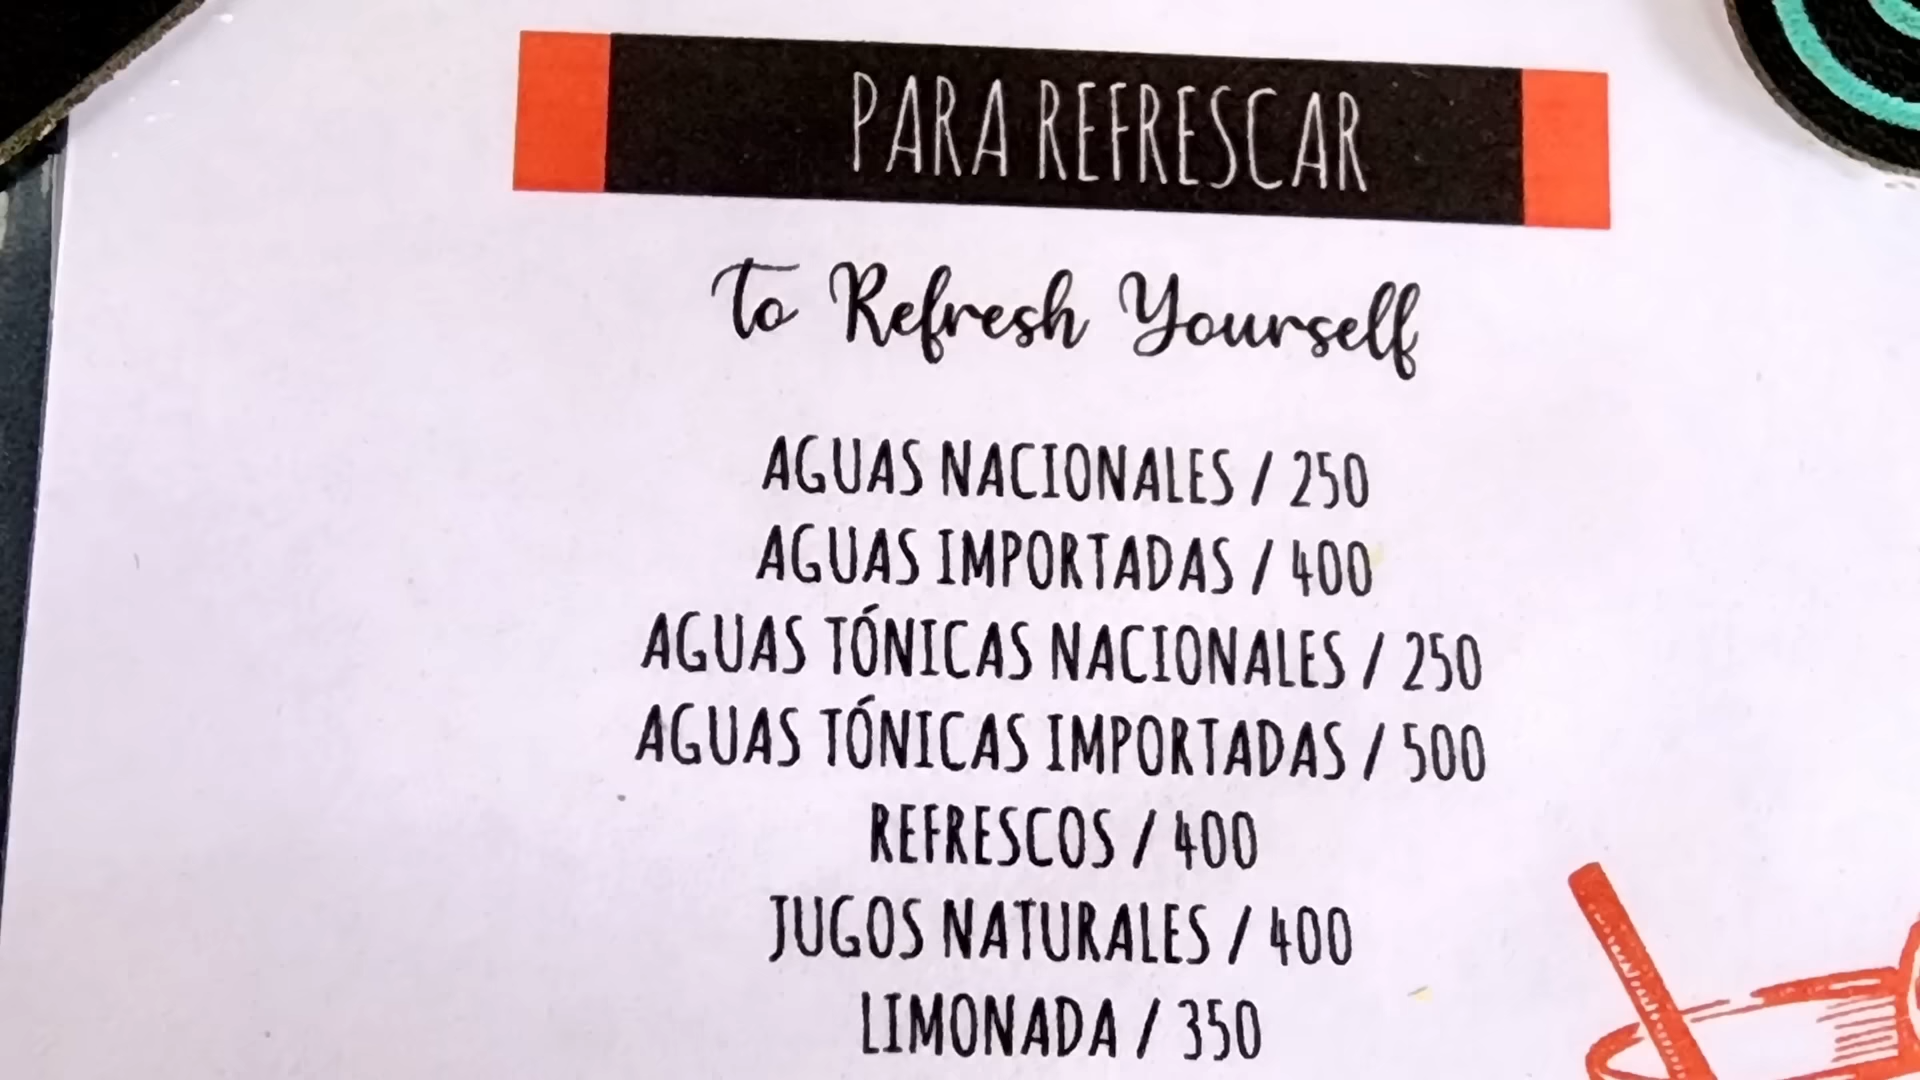 PARA REFRESCAR
To Refresh Yourself
AGUAS NACIONALES / 250
AGUAS IMPORTADAS / 400
AGUAS TÓNICAS NACIONALES / 250
AGUAS TÓNICAS IMPORTADAS / 500
REFRESCOS / 400
JUGOS NATURALES / 400
LIMONADA / 350